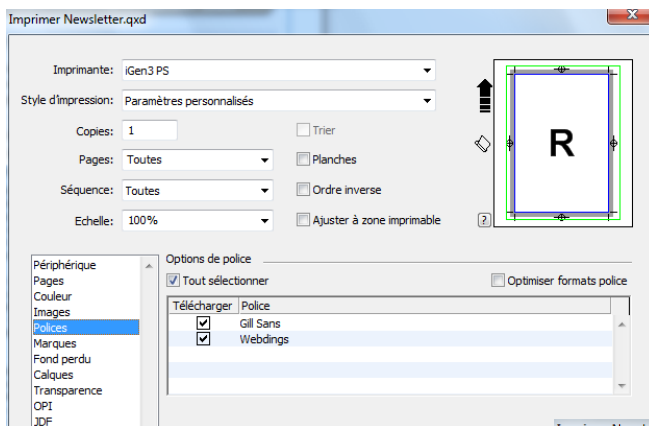 Imprimer Newsletter.qxd
Imprimante: iGen3 PS
Style d'impression: Paramètres personnalisés
Copies: 1 Trier
Pages: Toutes Planches
Séquence: Toutes Ordre inverse
Echelle: 100% Ajuster à zone imprimable ?
R
Périphérique
Pages
Couleur
Images
Polices
Marques
Fond perdu
Calques
Transparence
OPI
JDF
Options de police
Tout sélectionner Optimiser formats police
Télécharger Police
Gill Sans
Webdings